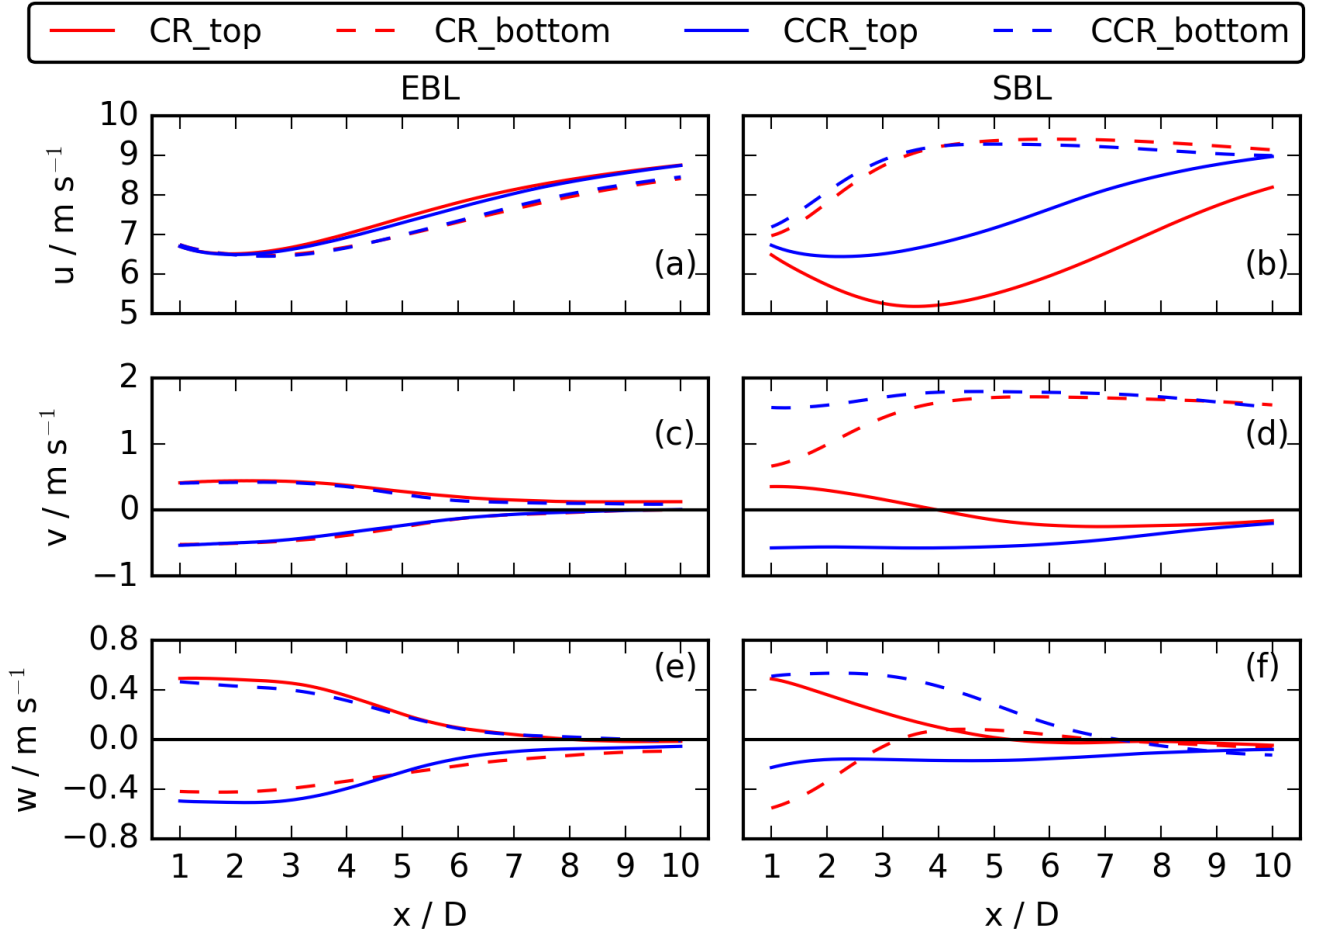 CR_top CR_bottom CCR_top CCR_bottom
EBL SBL
10
9
8
7
6
5
u / m s⁻¹
(a) (b)
2
1
0
−1
v / m s⁻¹
(c) (d)
0.8
0.4
0.0
−0.4
−0.8
w / m s⁻¹
(e) (f)
1 2 3 4 5 6 7 8 9 10 1 2 3 4 5 6 7 8 9 10
x / D x / D